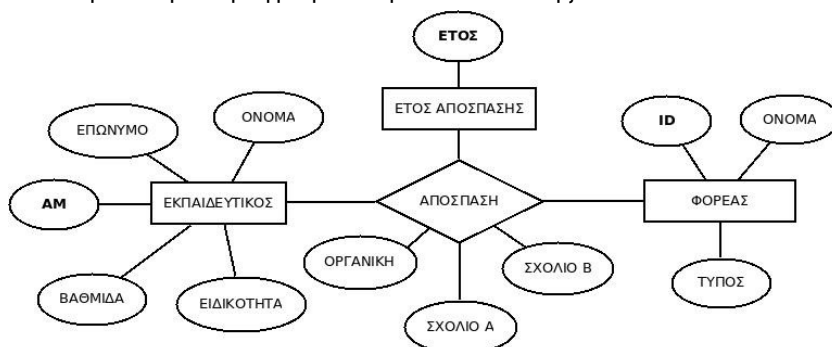 ΕΤΟΣ
ΕΤΟΣ ΑΠΟΣΠΑΣΗΣ
ΕΠΩΝΥΜΟ
ΟΝΟΜΑ
ID
ΟΝΟΜΑ
ΑΜ
ΕΚΠΑΙΔΕΥΤΙΚΟΣ
ΑΠΟΣΠΑΣΗ
ΦΟΡΕΑΣ
ΟΡΓΑΝΙΚΗ
ΣΧΟΛΙΟ Β
ΤΥΠΟΣ
ΒΑΘΜΙΔΑ
ΕΙΔΙΚΟΤΗΤΑ
ΣΧΟΛΙΟ Α